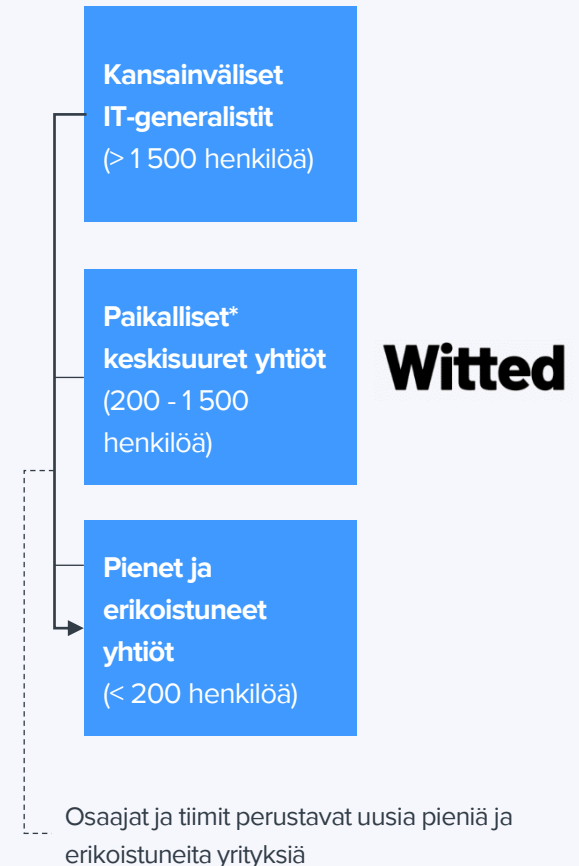 Kansainväliset
IT-generalistit
(> 1 500 henkilöä)
Paikalliset*
keskisuuret yhtiöt
(200 - 1 500
henkilöä)
Witted
Pienet ja
erikoistuneet
yhtiöt
(< 200 henkilöä)
Osaajat ja tiimit perustavat uusia pieniä ja
erikoistuneita yrityksiä